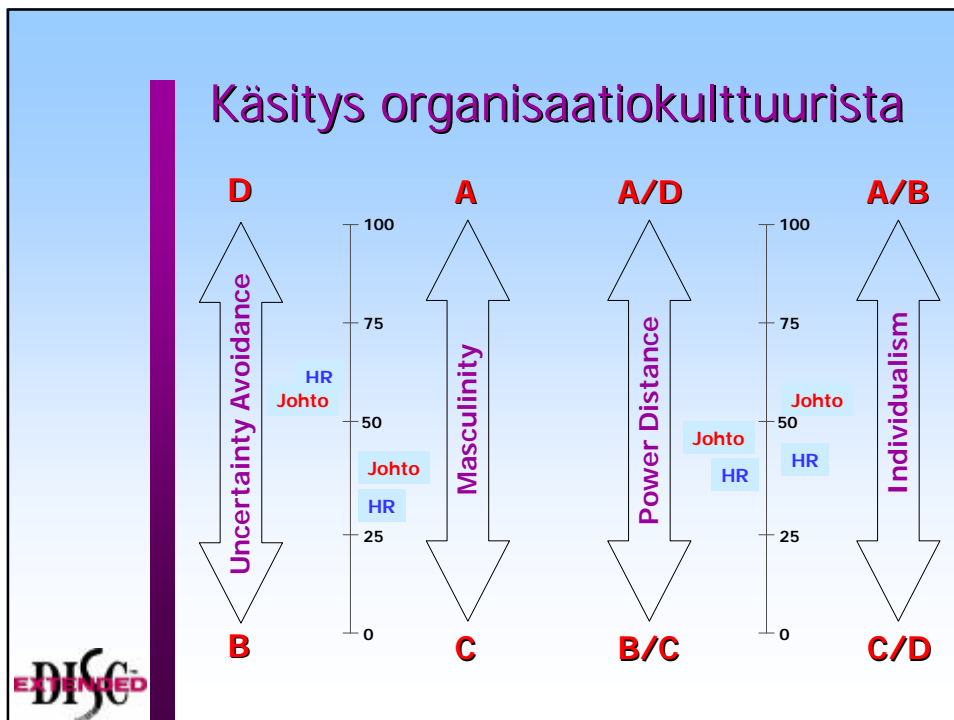 Käsitys organisaatiokulttuurista
D
A
A/D
A/B
100
75
50
25
0
Uncertainty Avoidance
HR
Johto
Johto
HR
Masculinity
Power Distance
Johto
HR
100
75
50
25
0
Johto
HR
Individualism
B
C
B/C
C/D
EXTENDED
DISC™